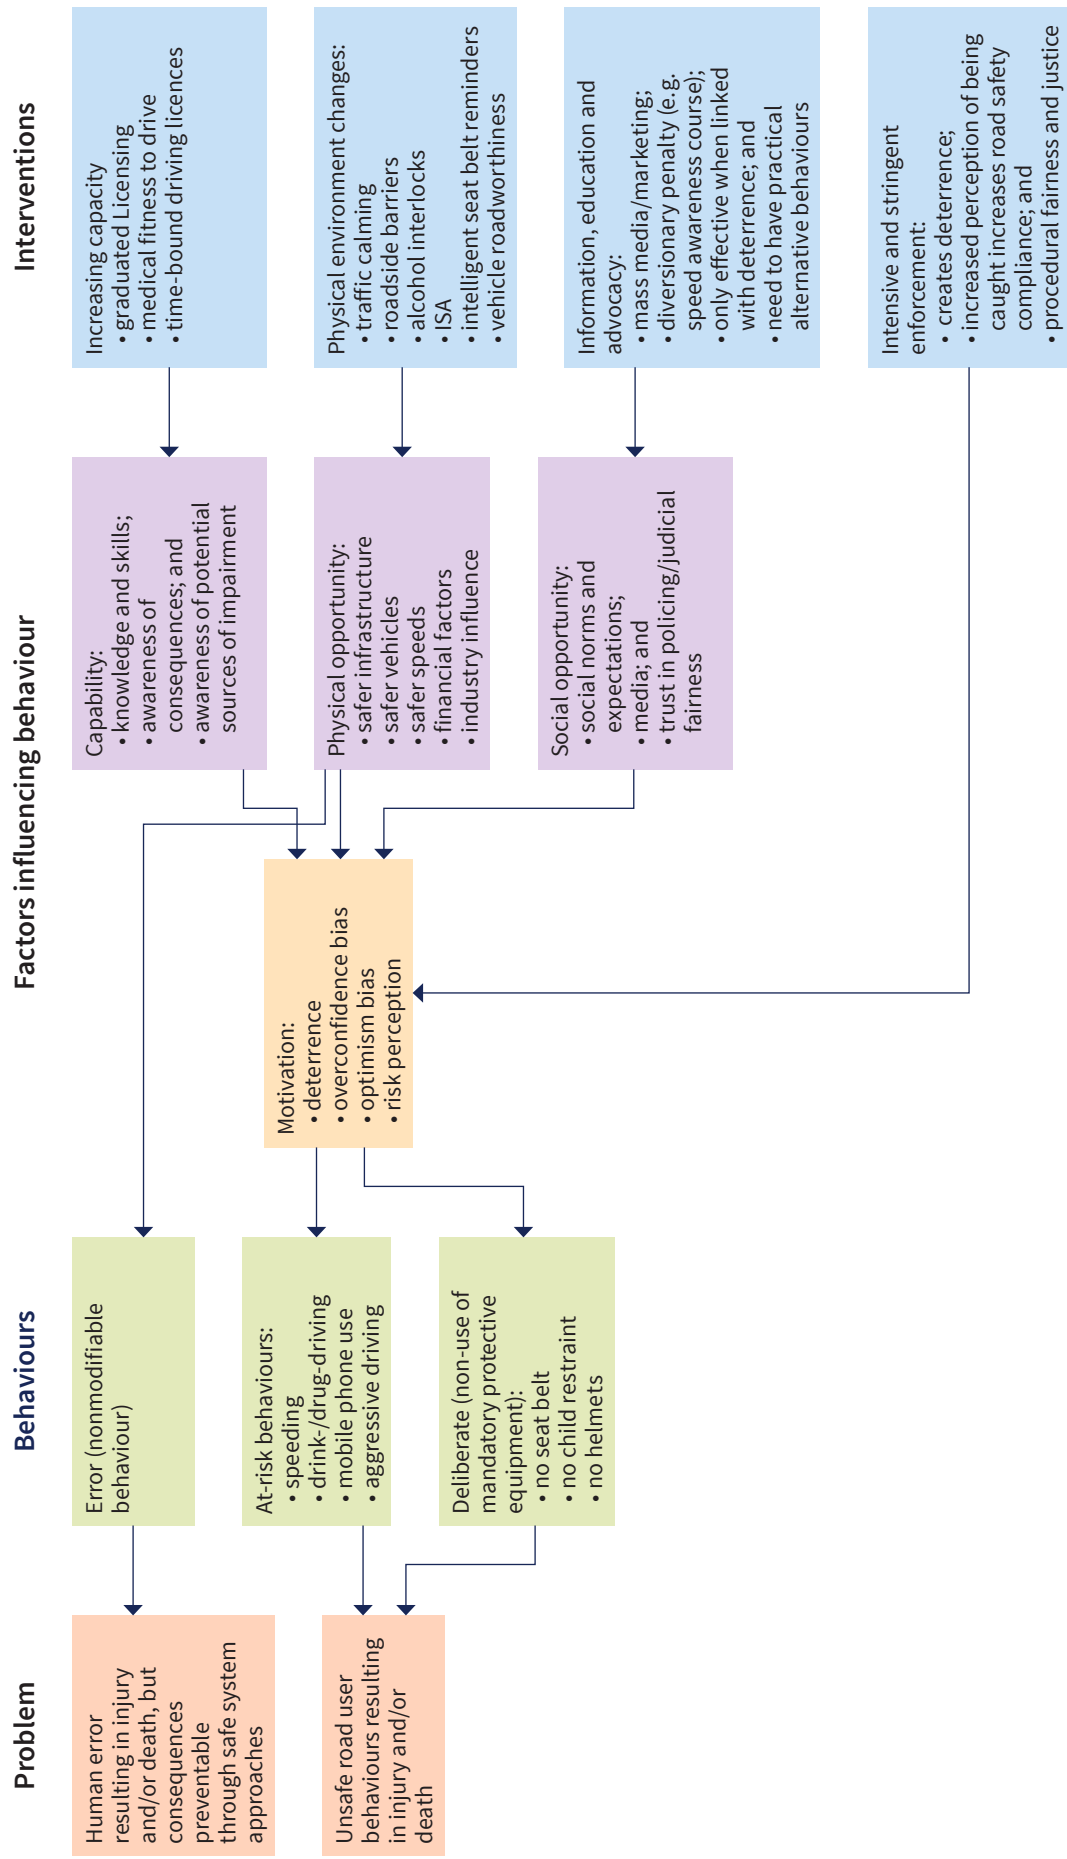 Problem
Behaviours
Factors influencing behaviour
Interventions
Human error
resulting in injury
and/or death, but
consequences
preventable
through safe system
approaches
Unsafe road user
behaviours resulting
in injury and/or
death
Error (nonmodifiable
behaviour)
At-risk behaviours:
• speeding
• drink-/drug-driving
• mobile phone use
• aggressive driving
Deliberate (non-use of
mandatory protective
equipment):
• no seat belt
• no child restraint
• no helmets
Motivation:
• deterrence
• overconfidence bias
• optimism bias
• risk perception
Capability:
• knowledge and skills;
• awareness of
consequences; and
• awareness of potential
sources of impairment
Physical opportunity:
• safer infrastructure
• safer vehicles
• safer speeds
• financial factors
• industry influence
Social opportunity:
• social norms and
expectations;
• media; and
• trust in policing/judicial
fairness
Increasing capacity
• graduated Licensing
• medical fitness to drive
• time-bound driving licences
Physical environment changes:
• traffic calming
• roadside barriers
• alcohol interlocks
• ISA
• intelligent seat belt reminders
• vehicle roadworthiness
Information, education and
advocacy:
• mass media/marketing;
• diversionary penalty (e.g.
speed awareness course);
• only effective when linked
with deterrence; and
• need to have practical
alternative behaviours
Intensive and stringent
enforcement:
• creates deterrence;
• increased perception of being
caught increases road safety
compliance; and
• procedural fairness and justice